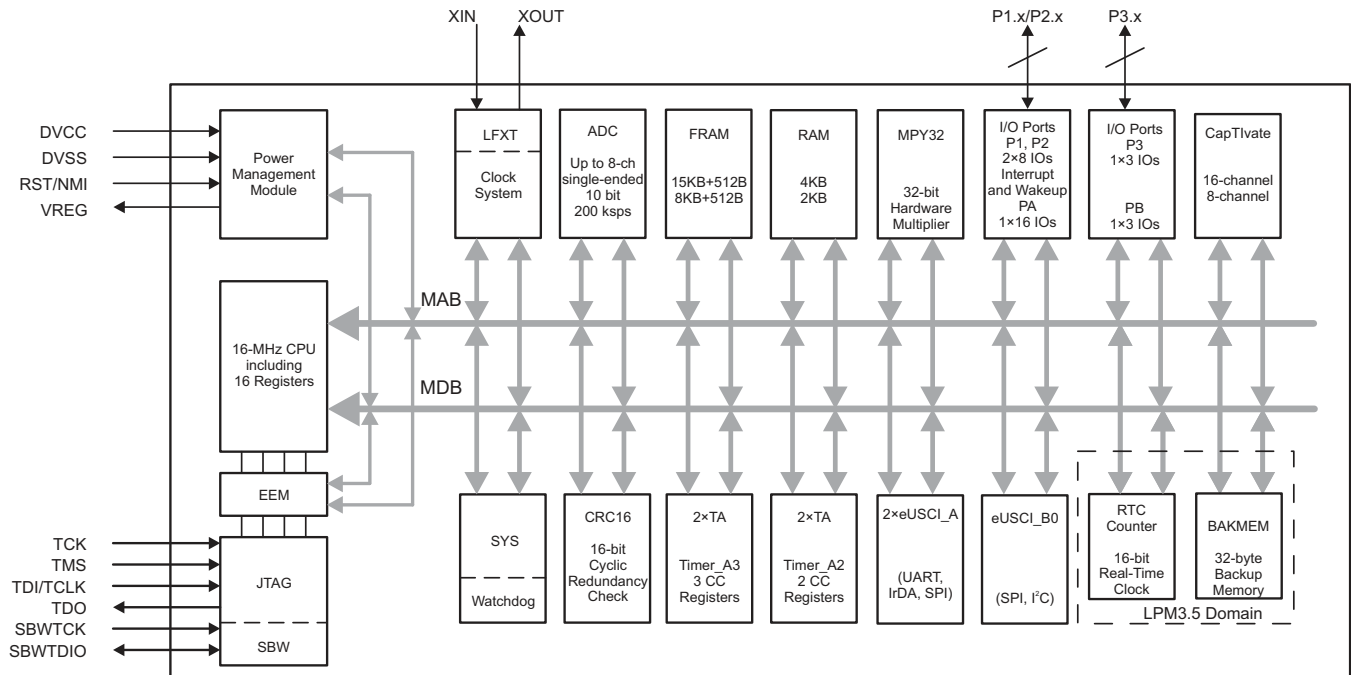 XIN
XOUT
P1.x/P2.x
P3.x
DVCC
DVSS
RST/NMI
VREG
Power
Management
Module
LFXT
Clock
System
ADC
Up to 8-ch
single-ended
10 bit
200 ksps
FRAM
15KB+512B
8KB+512B
RAM
4KB
2KB
MPY32
32-bit
Hardware
Multiplier
I/O Ports
P1, P2
2×8 IOs
Interrupt
and Wakeup
PA
1×16 IOs
I/O Ports
P3
1×3 IOs
PB
1×3 IOs
CapTIvate
16-channel
8-channel
MAB
16-MHz CPU
including
16 Registers
MDB
EEM
TCK
TMS
TDI/TCLK
TDO
SBWTCK
SBWTDIO
JTAG
SBW
SYS
Watchdog
CRC16
16-bit
Cyclic
Redundancy
Check
2×TA
Timer_A3
3 CC
Registers
2×TA
Timer_A2
2 CC
Registers
2×eUSCI_A
(UART,
IrDA, SPI)
eUSCI_B0
(SPI, I²C)
RTC
Counter
16-bit
Real-Time
Clock
BAKMEM
32-byte
Backup
Memory
LPM3.5 Domain